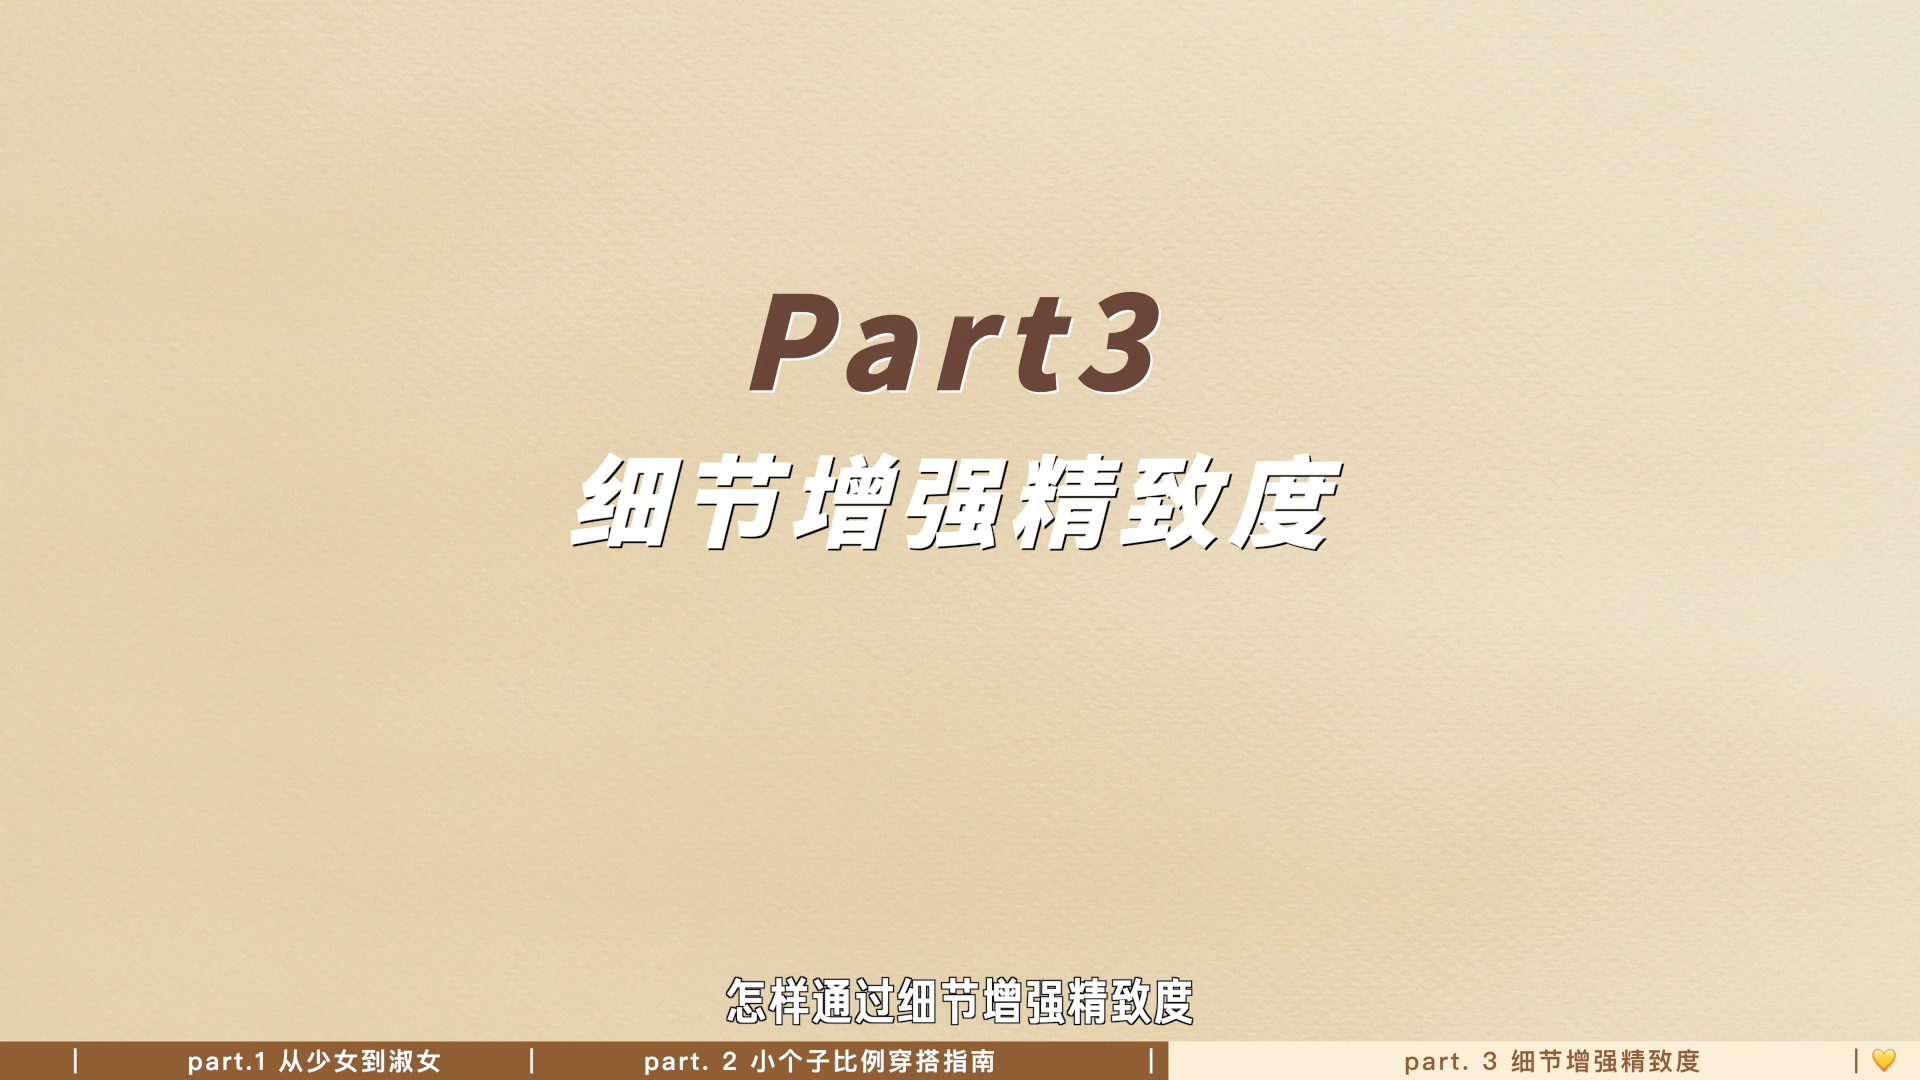 Part3
细节增强精致度
怎样通过细节增强精致度
| part.1 从少女到淑女 | part. 2 小个子比例穿搭指南 | part. 3 细节增强精致度 | 💛